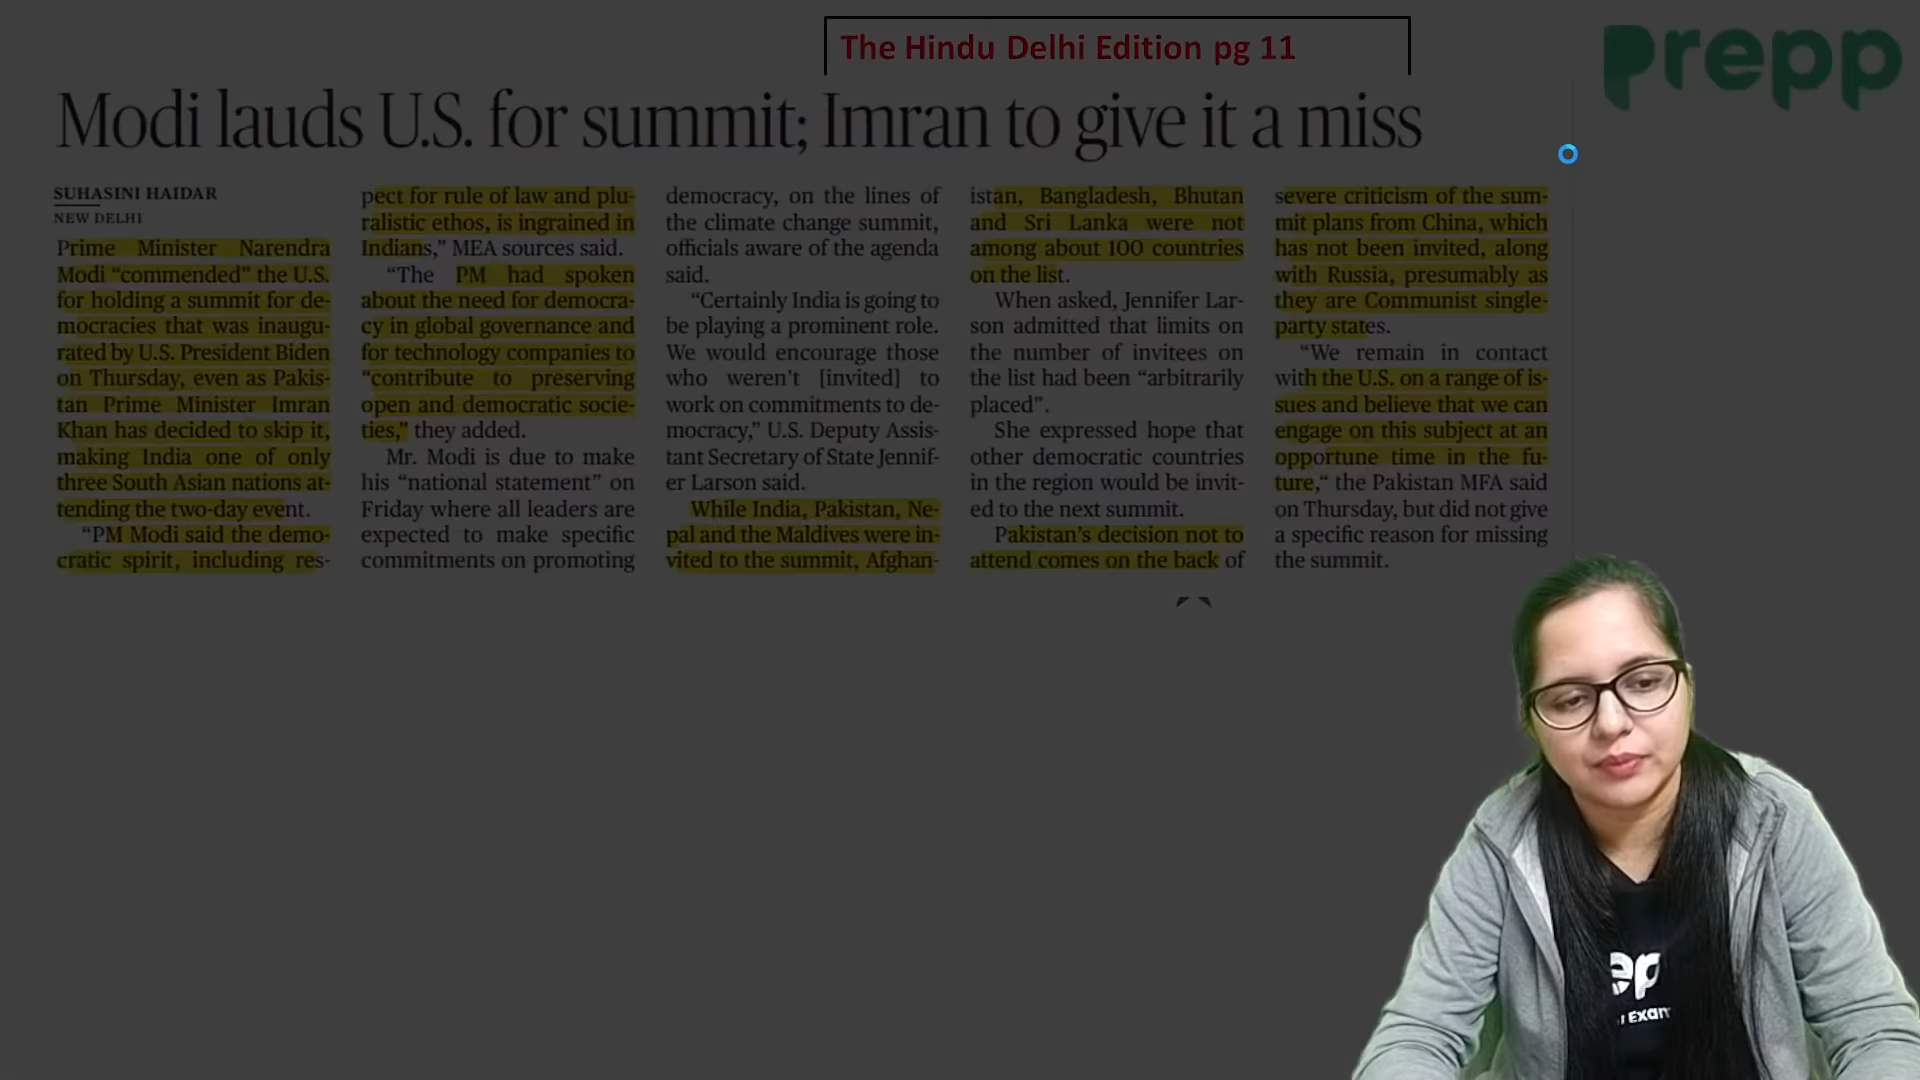 The Hindu Delhi Edition pg 11
prepp
Modi lauds U.S. for summit; Imran to give it a miss
SUHASINI HAIDAR
NEW DELHI
Prime Minister Narendra
Modi “commended” the U.S.
for holding a summit for de-
mocracies that was inaugu-
rated by U.S. President Biden
on Thursday, even as Pakis-
tan Prime Minister Imran
Khan has decided to skip it,
making India one of only
three South Asian nations at-
tending the two-day event.
“PM Modi said the demo-
cratic spirit, including res-
pect for rule of law and plu-
ralistic ethos, is ingrained in
Indians,” MEA sources said.
“The PM had spoken
about the need for democra-
cy in global governance and
for technology companies to
“contribute to preserving
open and democratic socie-
ties,” they added.
Mr. Modi is due to make
his “national statement” on
Friday where all leaders are
expected to make specific
commitments on promoting
democracy, on the lines of
the climate change summit,
officials aware of the agenda
said.
“Certainly India is going to
be playing a prominent role.
We would encourage those
who weren’t [invited] to
work on commitments to de-
mocracy,” U.S. Deputy Assis-
tant Secretary of State Jennif-
er Larson said.
While India, Pakistan, Ne-
pal and the Maldives were in-
vited to the summit, Afghan-
istan, Bangladesh, Bhutan
and Sri Lanka were not
among about 100 countries
on the list.
When asked, Jennifer Lar-
son admitted that limits on
the number of invitees on
the list had been “arbitrarily
placed”.
She expressed hope that
other democratic countries
in the region would be invit-
ed to the next summit.
Pakistan’s decision not to
attend comes on the back of
severe criticism of the sum-
mit plans from China, which
has not been invited, along
with Russia, presumably as
they are Communist single-
party states.
“We remain in contact
with the U.S. on a range of is-
sues and believe that we can
engage on this subject at an
opportune time in the fu-
ture,“ the Pakistan MFA said
on Thursday, but did not give
a specific reason for missing
the summit.
ep
r Exam